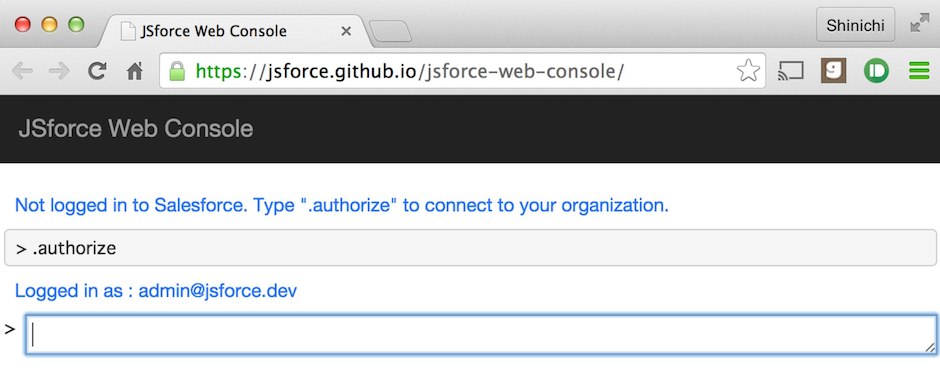 JSforce Web Console
Shinichi
https://jsforce.github.io/jsforce-web-console/
g
JSforce Web Console
Not logged in to Salesforce. Type ".authorize" to connect to your organization.
> .authorize
Logged in as : admin@jsforce.dev
>